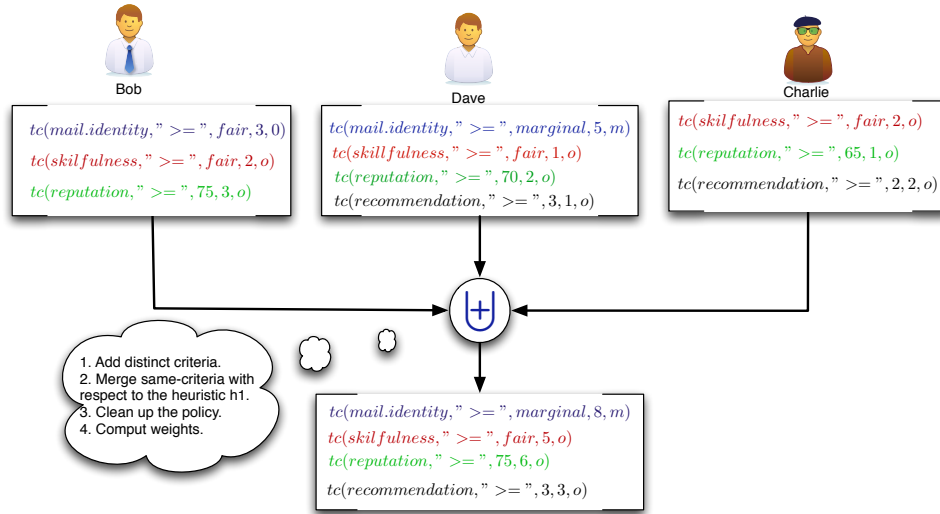 Bob
tc(mail.identity, ” >= ”, fair, 3, 0)
tc(skilfulness, ” >= ”, fair, 2, o)
tc(reputation, ” >= ”, 75, 3, o)
Dave
tc(mail.identity, ” >= ”, marginal, 5, m)
tc(skillfulness, ” >= ”, fair, 1, o)
tc(reputation, ” >= ”, 70, 2, o)
tc(recommendation, ” >= ”, 3, 1, o)
Charlie
tc(skilfulness, ” >= ”, fair, 2, o)
tc(reputation, ” >= ”, 65, 1, o)
tc(recommendation, ” >= ”, 2, 2, o)
1. Add distinct criteria.
2. Merge same-criteria with
respect to the heuristic h1.
3. Clean up the policy.
4. Comput weights.
tc(mail.identity, ” >= ”, marginal, 8, m)
tc(skilfulness, ” >= ”, fair, 5, o)
tc(reputation, ” >= ”, 75, 6, o)
tc(recommendation, ” >= ”, 3, 3, o)